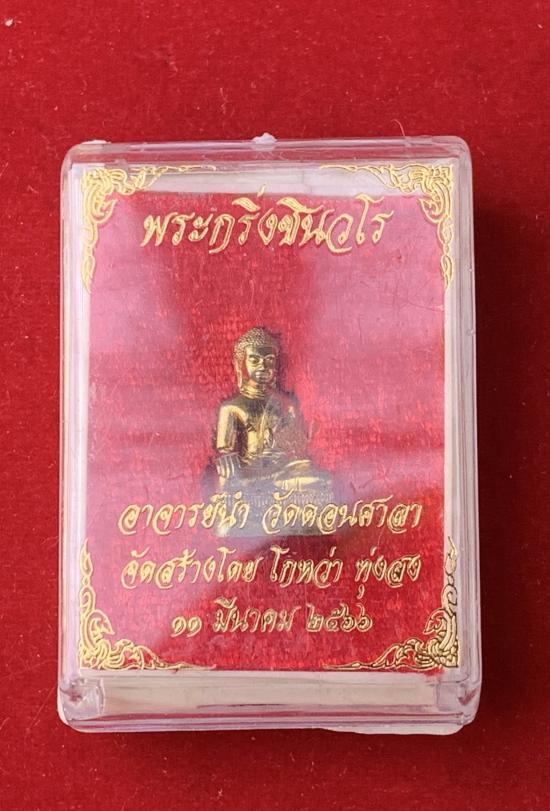 พระกริ่งชินวโร
อาจารย์นำ วัดดอนศาลา
จัดสร้างโดย โกหว่า ทุ่งสง
๑๑ มีนาคม ๒๕๖๖